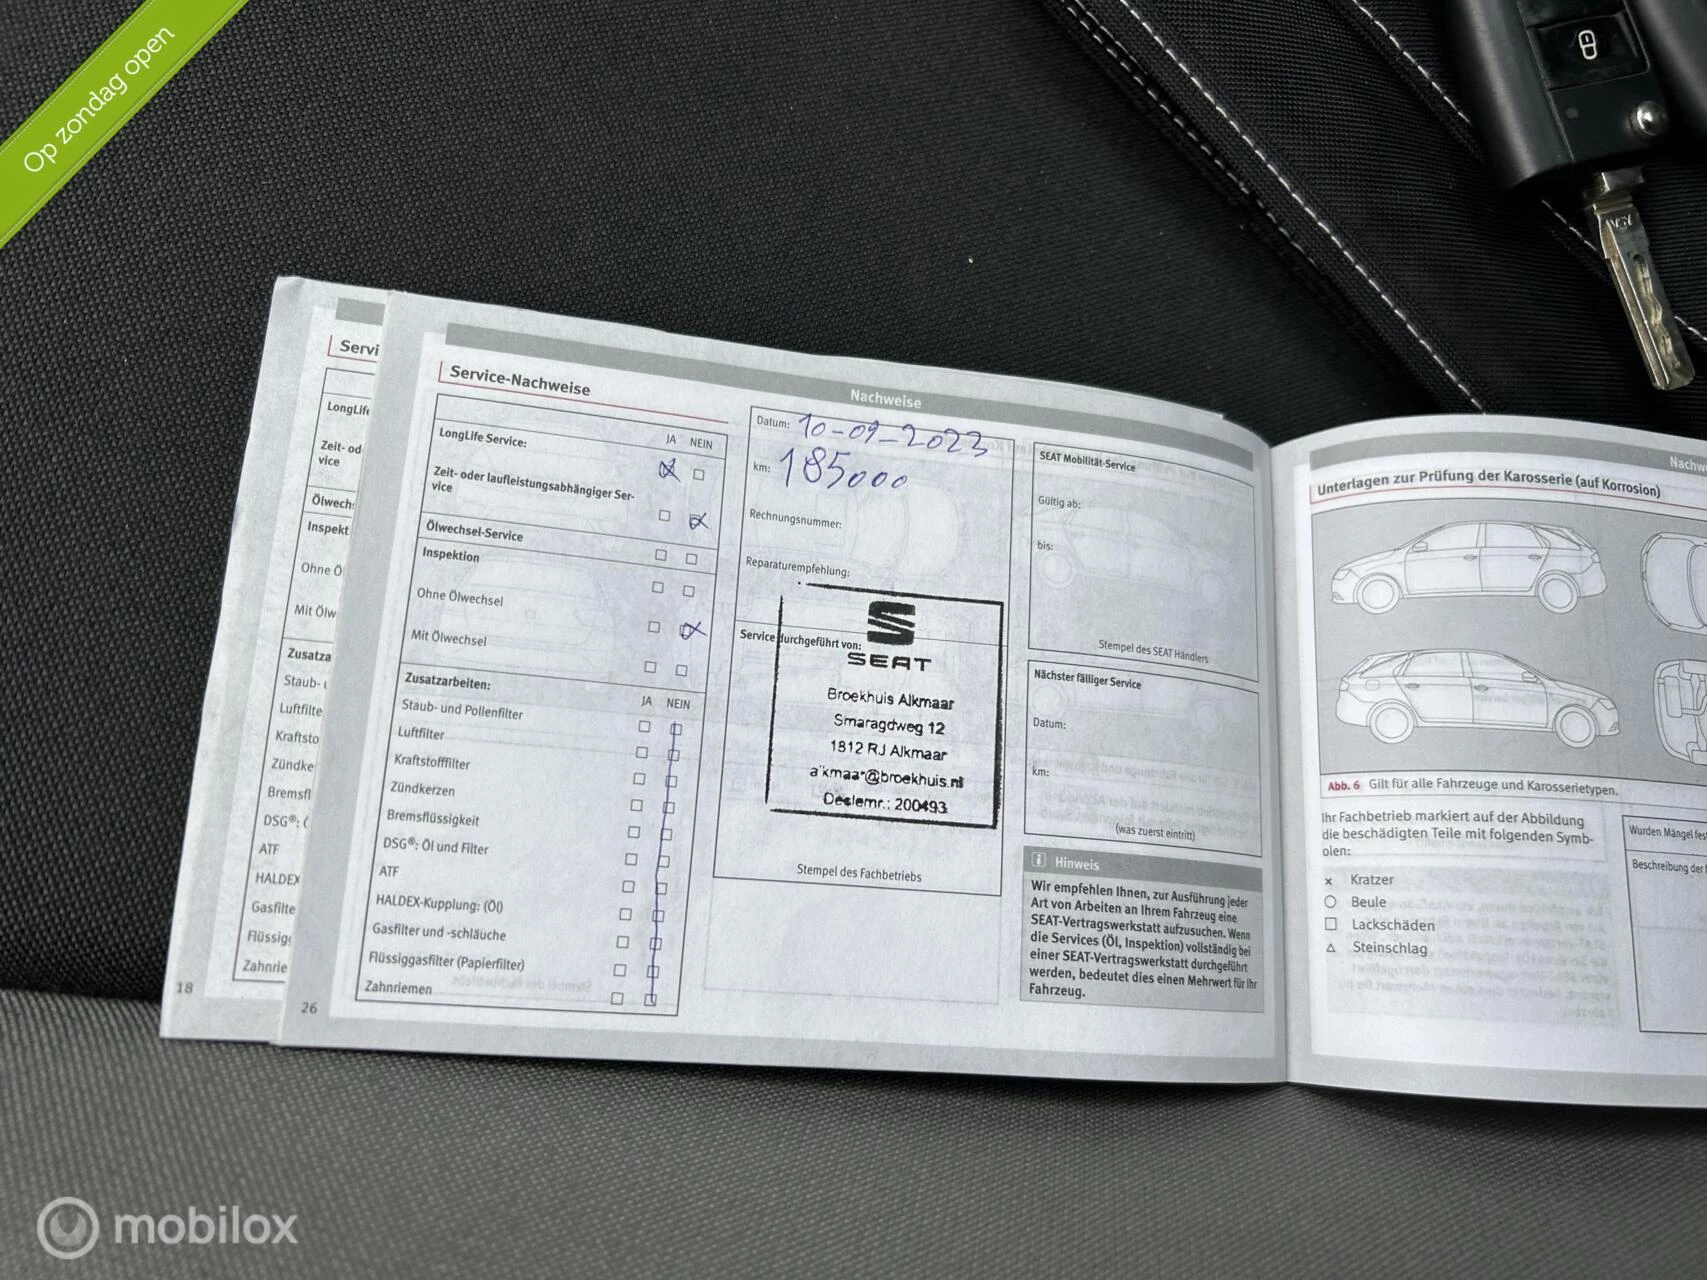 Op zondag open
Servi
LongLife
Zeit- od
vice
Ölwech
Inspekt
Ohne Ö
Mit Ölw
Zusatza
Staub-
Luftfilte
Kraftsto
Zündke
Bremsfl
DSG®:
ATF
HALDEX
Gasfilte
Flüssig
Zahnrie
18
Nachweise
Service-Nachweise
JA NEIN
LongLife Service:
Zeit- oder laufleistungsabhängiger Ser-
vice
Ölwechsel-Service
Inspektion
Ohne Ölwechsel
Mit Ölwechsel
Zusatzarbeiten:
JA NEIN
Staub- und Pollenfilter
Luftfilter
Kraftstofffilter
Zündkerzen
Bremsflüssigkeit
DSG®: Öl und Filter
ATF
HALDEX-Kupplung: (Öl)
Gasfilter und -schläuche
Flüssiggasfilter (Papierfilter)
Zahnriemen
26
Datum: 10-09-2023
km: 185000
Rechnungsnummer:
Reparaturempfehlung:
Service durchgeführt von:
SEAT
Broekhuis Alkmaar
Smaragdweg 12
1812 RJ Alkmaar
alkmaar@broekhuis.nl
Dealernr.: 200493
Stempel des Fachbetriebs
SEAT Mobilität-Service
Gültig ab:
bis:
Stempel des SEAT Händlers
Nächster fälliger Service
Datum:
km:
(was zuerst eintritt)
i Hinweis
Wir empfehlen Ihnen, zur Ausführung jeder
Art von Arbeiten an Ihrem Fahrzeug eine
SEAT-Vertragswerkstatt aufzusuchen. Wenn
die Services (Öl, Inspektion) vollständig bei
einer SEAT-Vertragswerkstatt durchgeführt
werden, bedeutet dies einen Mehrwert für Ihr
Fahrzeug.
Nachw
Unterlagen zur Prüfung der Karosserie (auf Korrosion)
Abb. 6 Gilt für alle Fahrzeuge und Karosserietypen.
Ihr Fachbetrieb markiert auf der Abbildung
die beschädigten Teile mit folgenden Symb-
olen:
x Kratzer
○ Beule
□ Lackschäden
△ Steinschlag
Wurden Mängel fes
Beschreibung der
mobilox